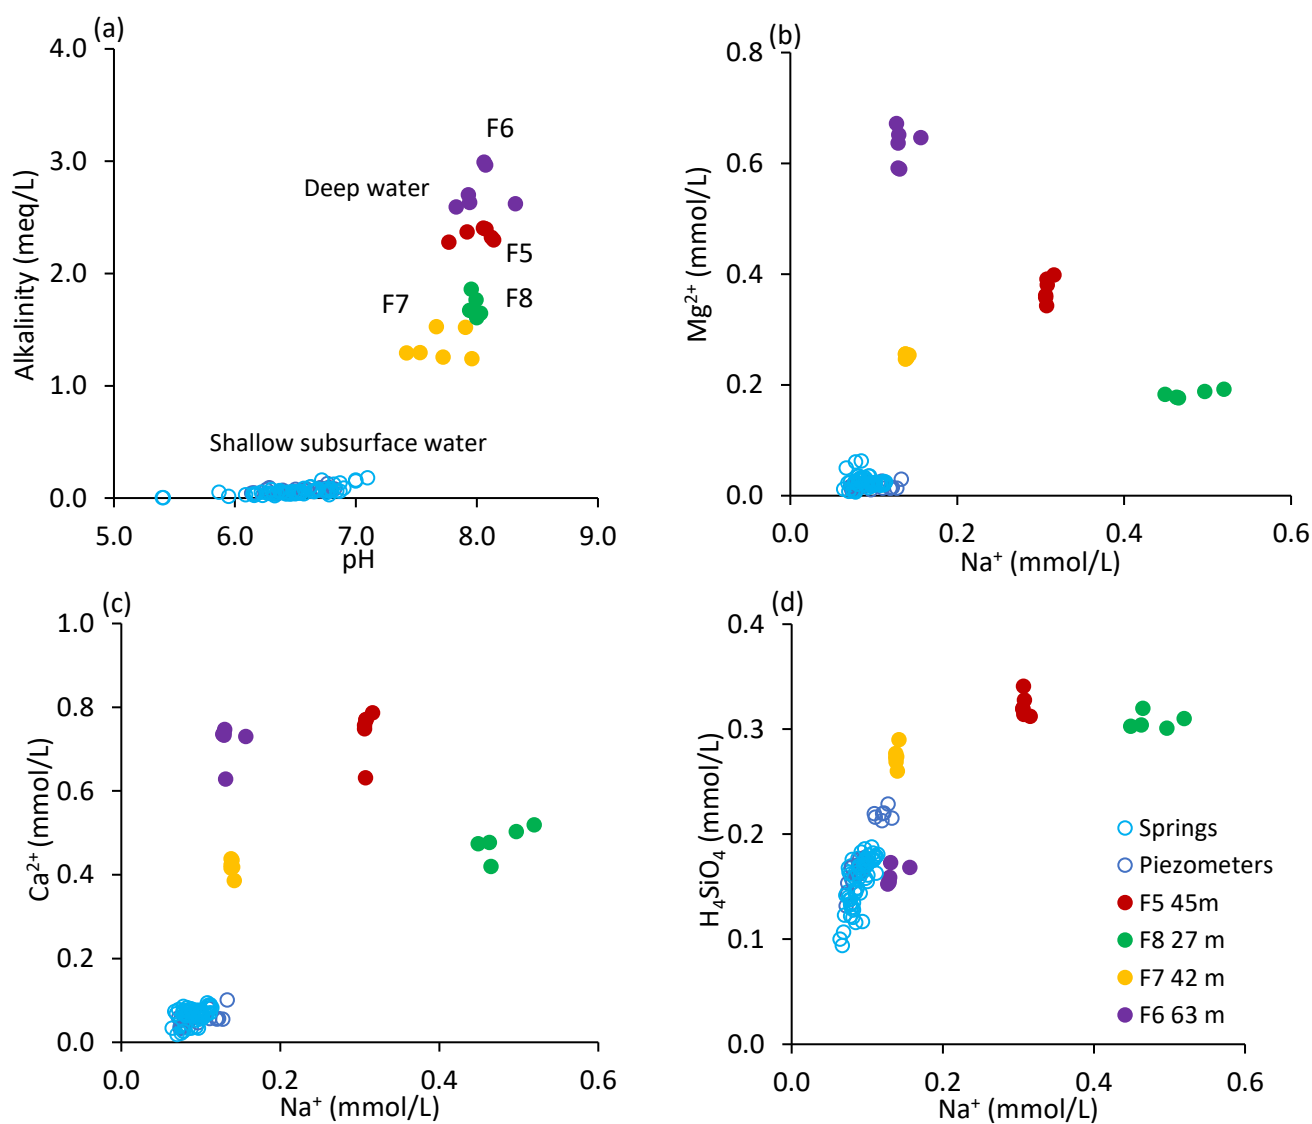 (a)
4.0
3.0
2.0
1.0
0.0
Alkalinity (meq/L)
F6
Deep water
F5
F7
F8
Shallow subsurface water
5.0 6.0 7.0 8.0 9.0
pH
(b)
0.8
0.6
0.4
0.2
0.0
Mg²⁺ (mmol/L)
0.0 0.2 0.4 0.6
Na⁺ (mmol/L)
(c)
1.0
0.8
0.6
0.4
0.2
0.0
Ca²⁺ (mmol/L)
0.0 0.2 0.4 0.6
Na⁺ (mmol/L)
(d)
0.4
0.3
0.2
0.1
0.0
H₄SiO₄ (mmol/L)
Springs
Piezometers
F5 45m
F8 27 m
F7 42 m
F6 63 m
0.0 0.2 0.4 0.6
Na⁺ (mmol/L)